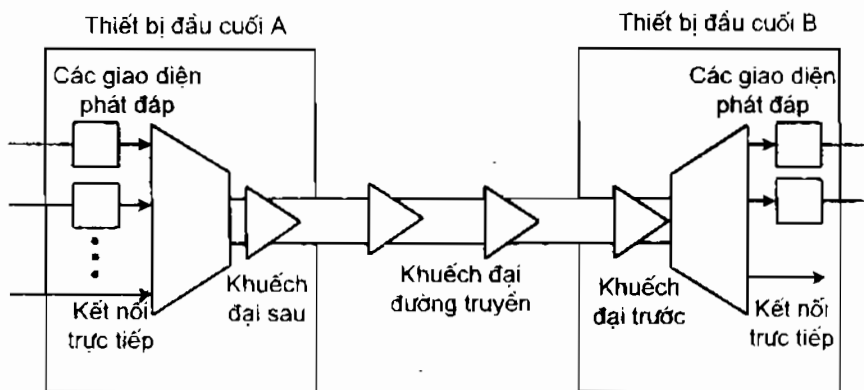 Thiết bị đầu cuối A
Các giao diện
phát đáp
Kết nối
trực tiếp
Khuếch
đại sau
Khuếch đại
đường truyền
Thiết bị đầu cuối B
Các giao diện
phát đáp
Khuếch
đại trước
Kết nối
trực tiếp